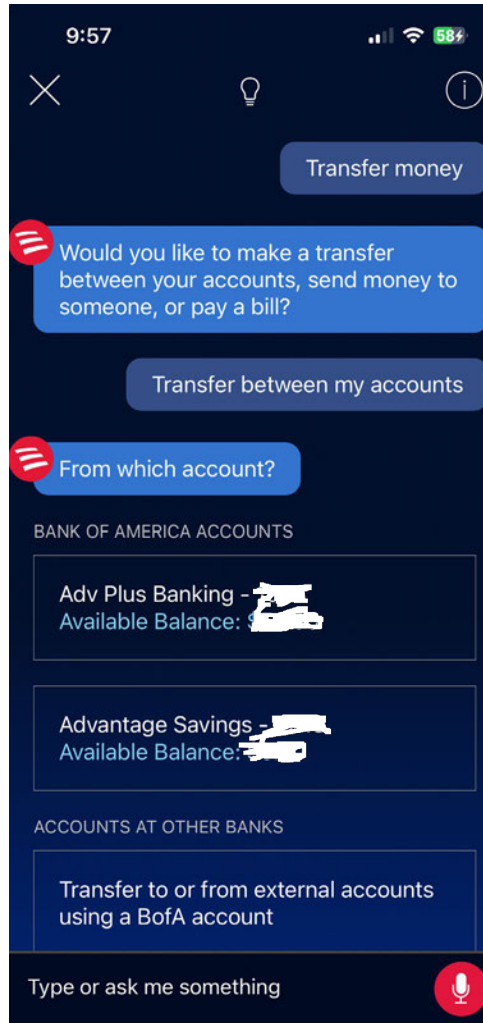 9:57
58
Transfer money
Would you like to make a transfer
between your accounts, send money to
someone, or pay a bill?
Transfer between my accounts
From which account?
BANK OF AMERICA ACCOUNTS
Adv Plus Banking -
Available Balance:
Advantage Savings -
Available Balance:
ACCOUNTS AT OTHER BANKS
Transfer to or from external accounts
using a BofA account
Type or ask me something